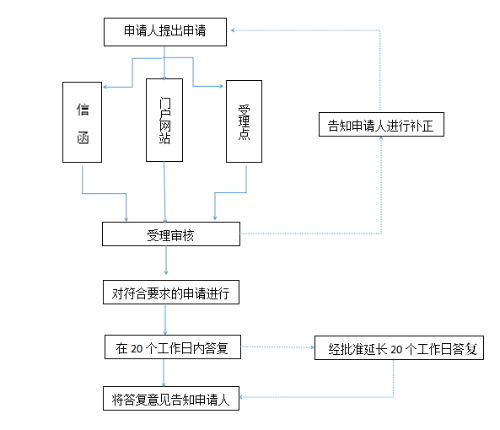 申请人提出申请
信函
门户网站
受理点
告知申请人进行补正
受理审核
对符合要求的申请进行
在 20 个工作日内答复
经批准延长 20 个工作日答复
将答复意见告知申请人